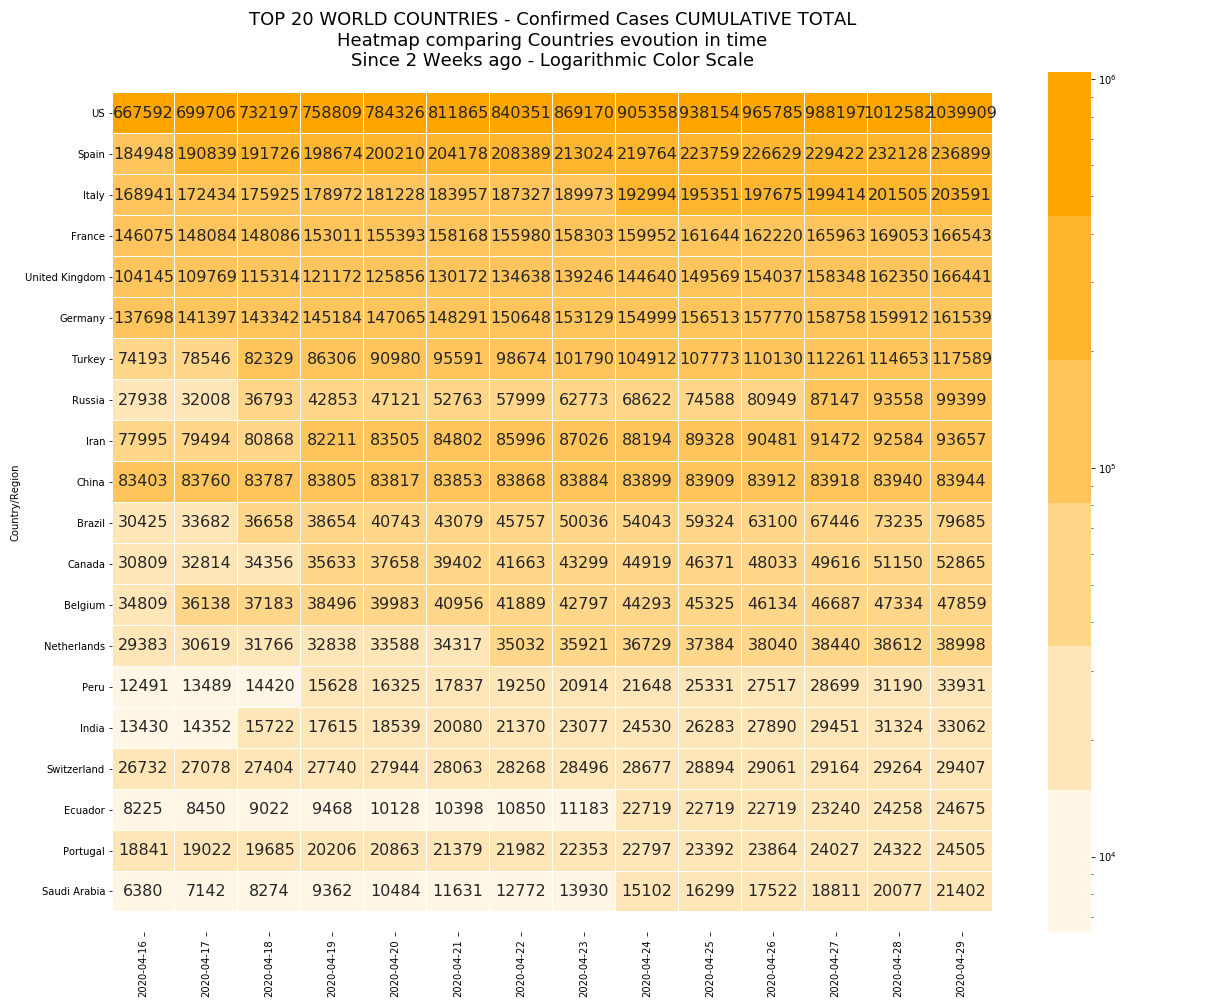 TOP 20 WORLD COUNTRIES - Confirmed Cases CUMULATIVE TOTAL
Heatmap comparing Countries evoution in time
Since 2 Weeks ago - Logarithmic Color Scale
Country/Region
US 667592 699706 732197 758809 784326 811865 840351 869170 905358 938154 965785 988197 1012582 1039909
Spain 184948 190839 191726 198674 200210 204178 208389 213024 219764 223759 226629 229422 232128 236899
Italy 168941 172434 175925 178972 181228 183957 187327 189973 192994 195351 197675 199414 201505 203591
France 146075 148084 148086 153011 155393 158168 155980 158303 159952 161644 162220 165963 169053 166543
United Kingdom 104145 109769 115314 121172 125856 130172 134638 139246 144640 149569 154037 158348 162350 166441
Germany 137698 141397 143342 145184 147065 148291 150648 153129 154999 156513 157770 158758 159912 161539
Turkey 74193 78546 82329 86306 90980 95591 98674 101790 104912 107773 110130 112261 114653 117589
Russia 27938 32008 36793 42853 47121 52763 57999 62773 68622 74588 80949 87147 93558 99399
Iran 77995 79494 80868 82211 83505 84802 85996 87026 88194 89328 90481 91472 92584 93657
China 83403 83760 83787 83805 83817 83853 83868 83884 83899 83909 83912 83918 83940 83944
Brazil 30425 33682 36658 38654 40743 43079 45757 50036 54043 59324 63100 67446 73235 79685
Canada 30809 32814 34356 35633 37658 39402 41663 43299 44919 46371 48033 49616 51150 52865
Belgium 34809 36138 37183 38496 39983 40956 41889 42797 44293 45325 46134 46687 47334 47859
Netherlands 29383 30619 31766 32838 33588 34317 35032 35921 36729 37384 38040 38440 38612 38998
Peru 12491 13489 14420 15628 16325 17837 19250 20914 21648 25331 27517 28699 31190 33931
India 13430 14352 15722 17615 18539 20080 21370 23077 24530 26283 27890 29451 31324 33062
Switzerland 26732 27078 27404 27740 27944 28063 28268 28496 28677 28894 29061 29164 29264 29407
Ecuador 8225 8450 9022 9468 10128 10398 10850 11183 22719 22719 22719 23240 24258 24675
Portugal 18841 19022 19685 20206 20863 21379 21982 22353 22797 23392 23864 24027 24322 24505
Saudi Arabia 6380 7142 8274 9362 10484 11631 12772 13930 15102 16299 17522 18811 20077 21402
2020-04-16 2020-04-17 2020-04-18 2020-04-19 2020-04-20 2020-04-21 2020-04-22 2020-04-23 2020-04-24 2020-04-25 2020-04-26 2020-04-27 2020-04-28 2020-04-29
10⁶
10⁵
10⁴